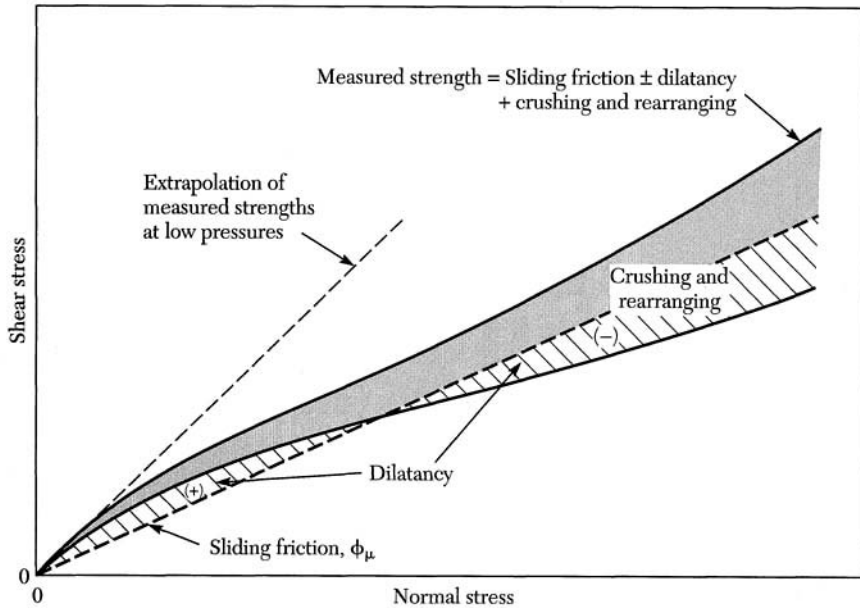 Measured strength = Sliding friction ± dilatancy
+ crushing and rearranging
Extrapolation of
measured strengths
at low pressures
Shear stress
Crushing and
rearranging
(−)
Dilatancy
(+)
Sliding friction, ϕμ
0
0
Normal stress